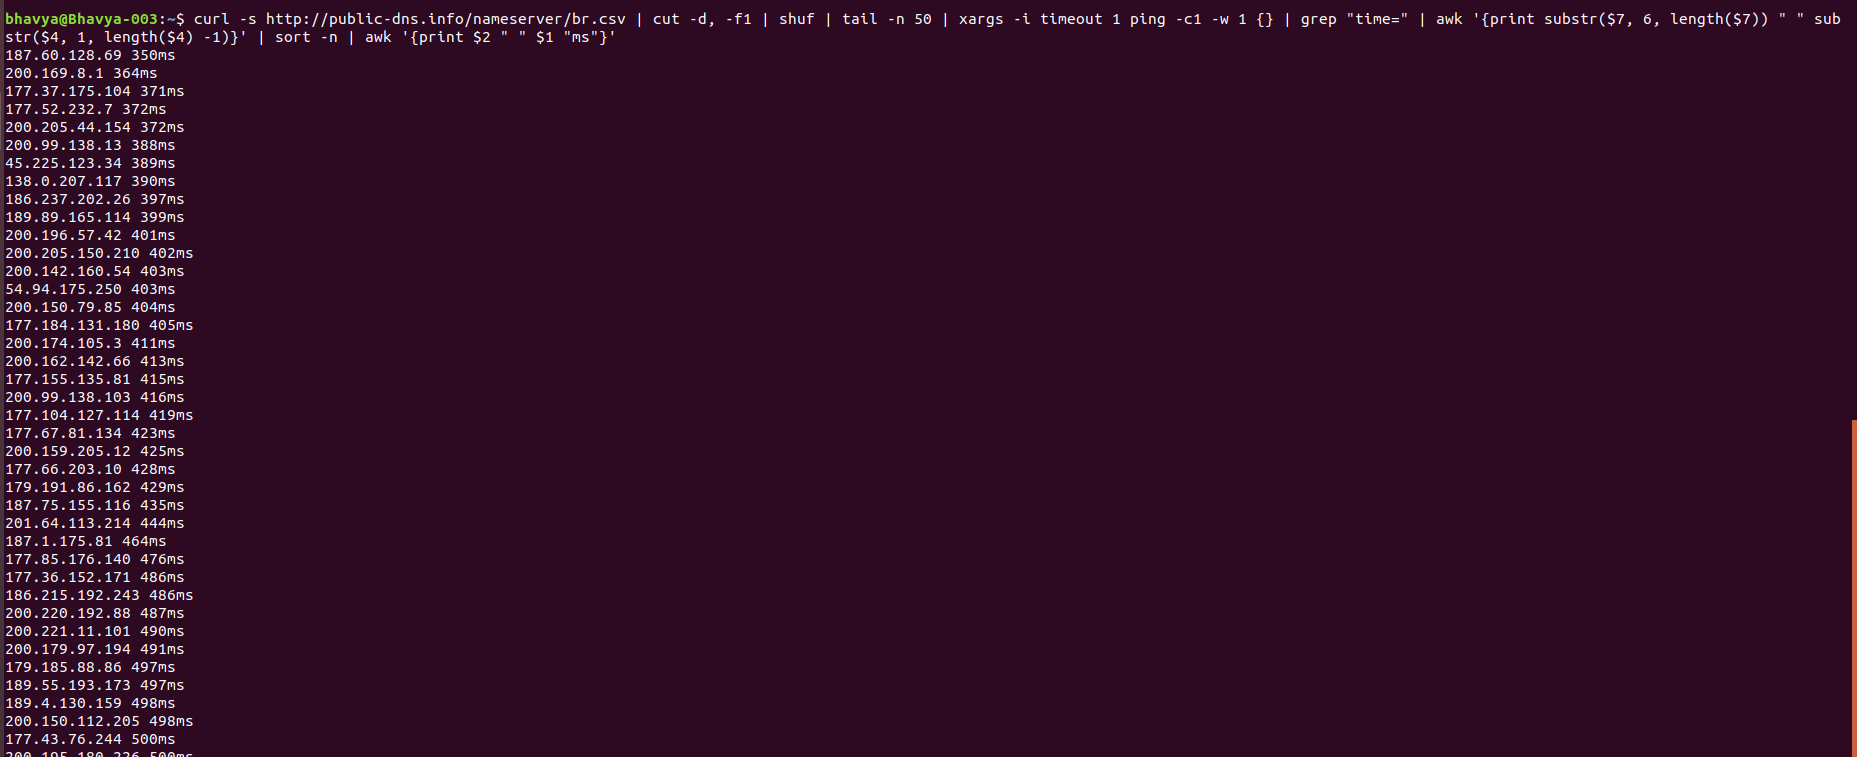 bhavya@Bhavya-003:~$ curl -s http://public-dns.info/nameserver/br.csv | cut -d, -f1 | shuf | tail -n 50 | xargs -i timeout 1 ping -c1 -w 1 {} | grep "time=" | awk '{print substr($7, 6, length($7)) " " sub
str($4, 1, length($4) -1)}' | sort -n | awk '{print $2 " " $1 "ms"}'
187.60.128.69 350ms
200.169.8.1 364ms
177.37.175.104 371ms
177.52.232.7 372ms
200.205.44.154 372ms
200.99.138.13 388ms
45.225.123.34 389ms
138.0.207.117 390ms
186.237.202.26 397ms
189.89.165.114 399ms
200.196.57.42 401ms
200.205.150.210 402ms
200.142.160.54 403ms
54.94.175.250 403ms
200.150.79.85 404ms
177.184.131.180 405ms
200.174.105.3 411ms
200.162.142.66 413ms
177.155.135.81 415ms
200.99.138.103 416ms
177.104.127.114 419ms
177.67.81.134 423ms
200.159.205.12 425ms
177.66.203.10 428ms
179.191.86.162 429ms
187.75.155.116 435ms
201.64.113.214 444ms
187.1.175.81 464ms
177.85.176.140 476ms
177.36.152.171 486ms
186.215.192.243 486ms
200.220.192.88 487ms
200.221.11.101 490ms
200.179.97.194 491ms
179.185.88.86 497ms
189.55.193.173 497ms
189.4.130.159 498ms
200.150.112.205 498ms
177.43.76.244 500ms